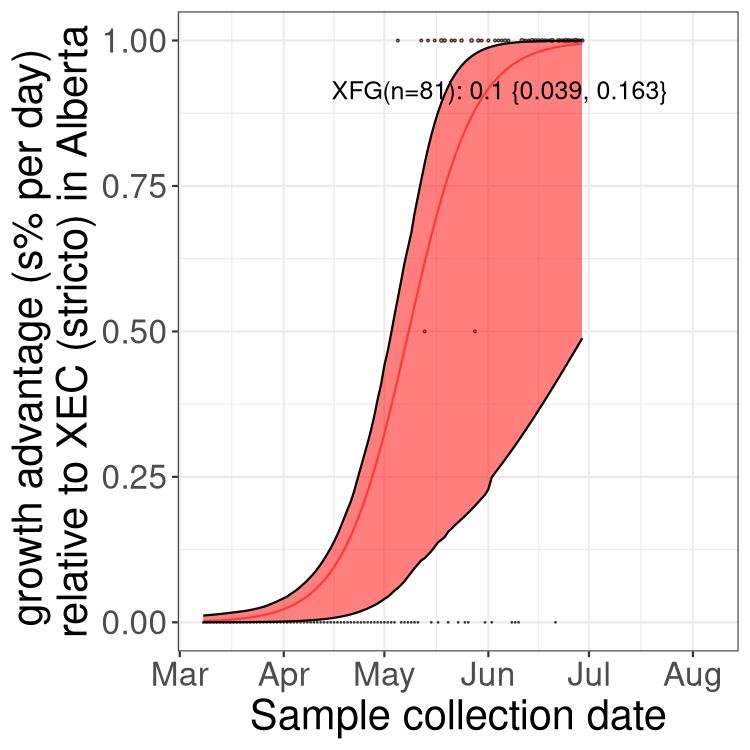 growth advantage (s% per day)
relative to XEC (stricto) in Alberta
1.00
0.75
0.50
0.25
0.00
XFG(n=81): 0.1 {0.039, 0.163}
Mar Apr May Jun Jul Aug
Sample collection date